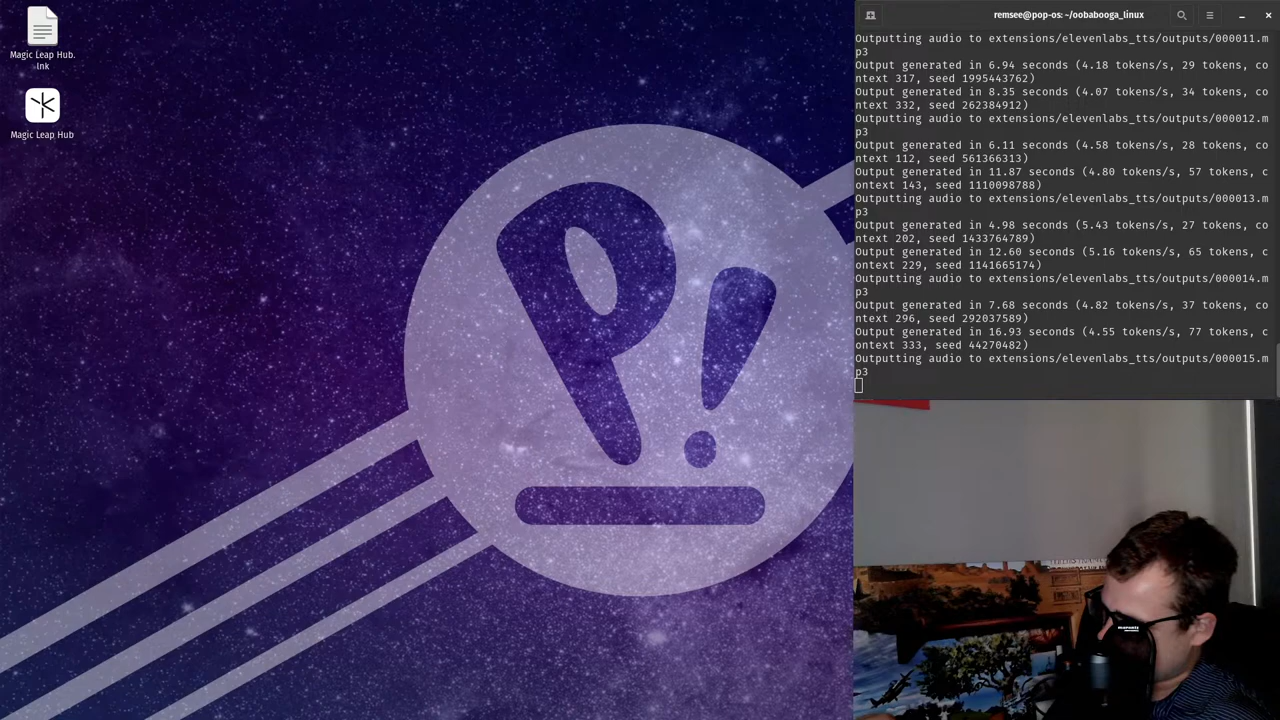 Magic Leap Hub.
lnk
Magic Leap Hub
remsee@pop-os: ~/oobabooga_linux
Outputting audio to extensions/elevenlabs_tts/outputs/000011.m
p3
Output generated in 6.94 seconds (4.18 tokens/s, 29 tokens, co
ntext 317, seed 1995443762)
Output generated in 8.35 seconds (4.07 tokens/s, 34 tokens, co
ntext 332, seed 262384912)
Outputting audio to extensions/elevenlabs_tts/outputs/000012.m
p3
Output generated in 6.11 seconds (4.58 tokens/s, 28 tokens, co
ntext 112, seed 561366313)
Output generated in 11.87 seconds (4.80 tokens/s, 57 tokens, c
ontext 143, seed 1110098788)
Outputting audio to extensions/elevenlabs_tts/outputs/000013.m
p3
Output generated in 4.98 seconds (5.43 tokens/s, 27 tokens, co
ntext 202, seed 1433764789)
Output generated in 12.60 seconds (5.16 tokens/s, 65 tokens, c
ontext 229, seed 1141665174)
Outputting audio to extensions/elevenlabs_tts/outputs/000014.m
p3
Output generated in 7.68 seconds (4.82 tokens/s, 37 tokens, co
ntext 296, seed 292037589)
Output generated in 16.93 seconds (4.55 tokens/s, 77 tokens, c
ontext 333, seed 44270482)
Outputting audio to extensions/elevenlabs_tts/outputs/000015.m
p3
P!
marantz